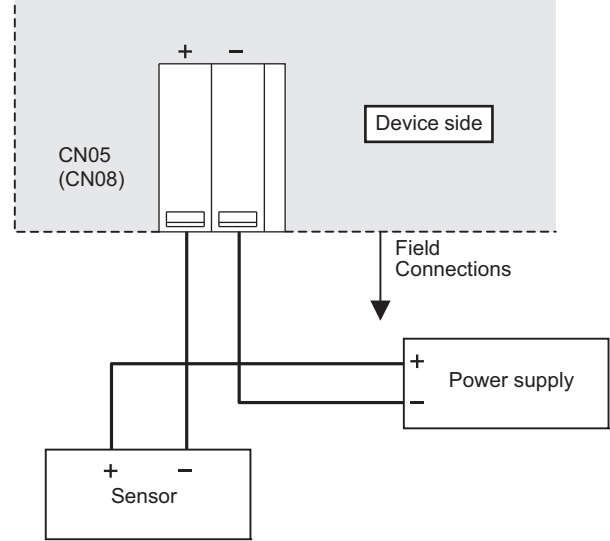 + −
CN05
(CN08)
Device side
Field
Connections
+
Power supply
−
+ −
Sensor